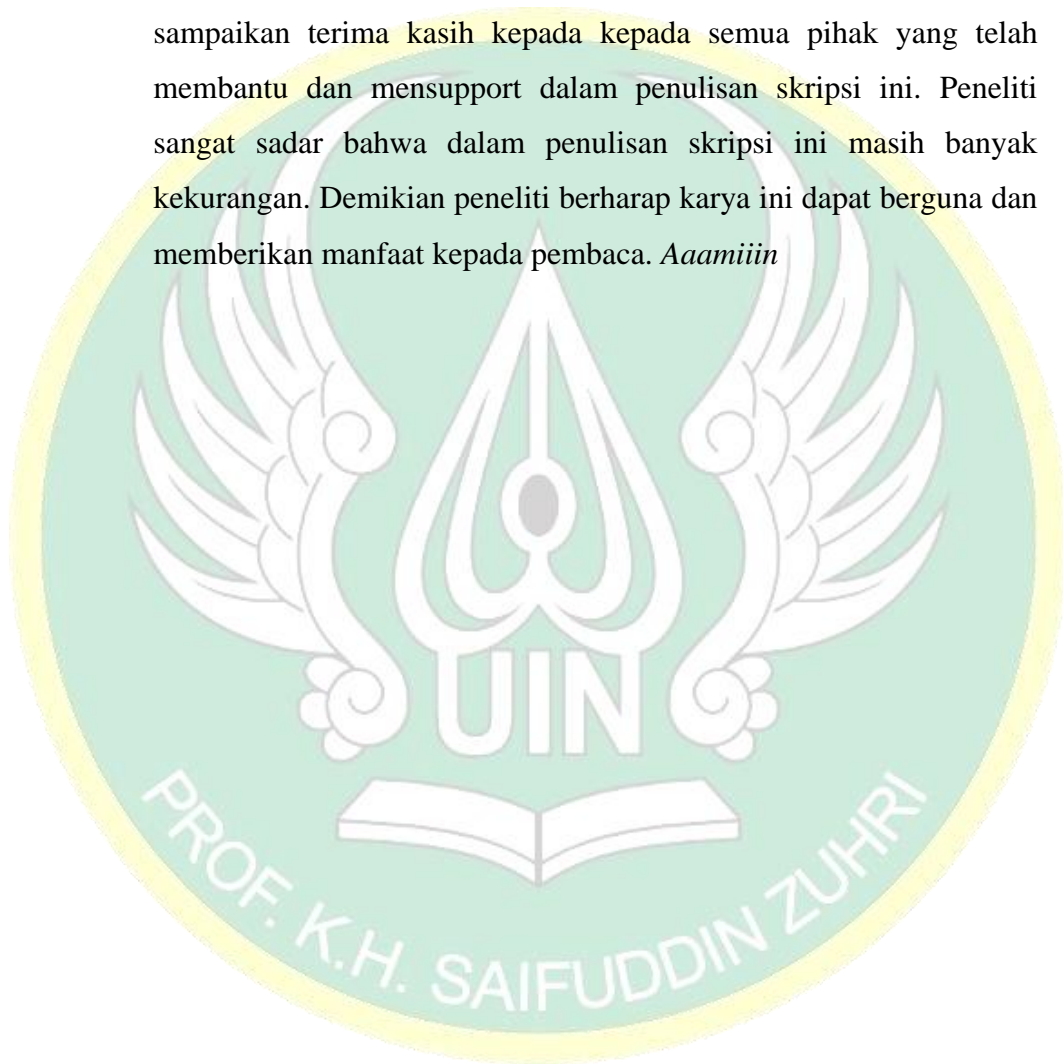 sampaikan terima kasih kepada kepada semua pihak yang telah
membantu dan mensupport dalam penulisan skripsi ini. Peneliti
sangat sadar bahwa dalam penulisan skripsi ini masih banyak
kekurangan. Demikian peneliti berharap karya ini dapat berguna dan
memberikan manfaat kepada pembaca. Aaamiiin
UIN
PROF. K.H. SAIFUDDIN ZUHRI